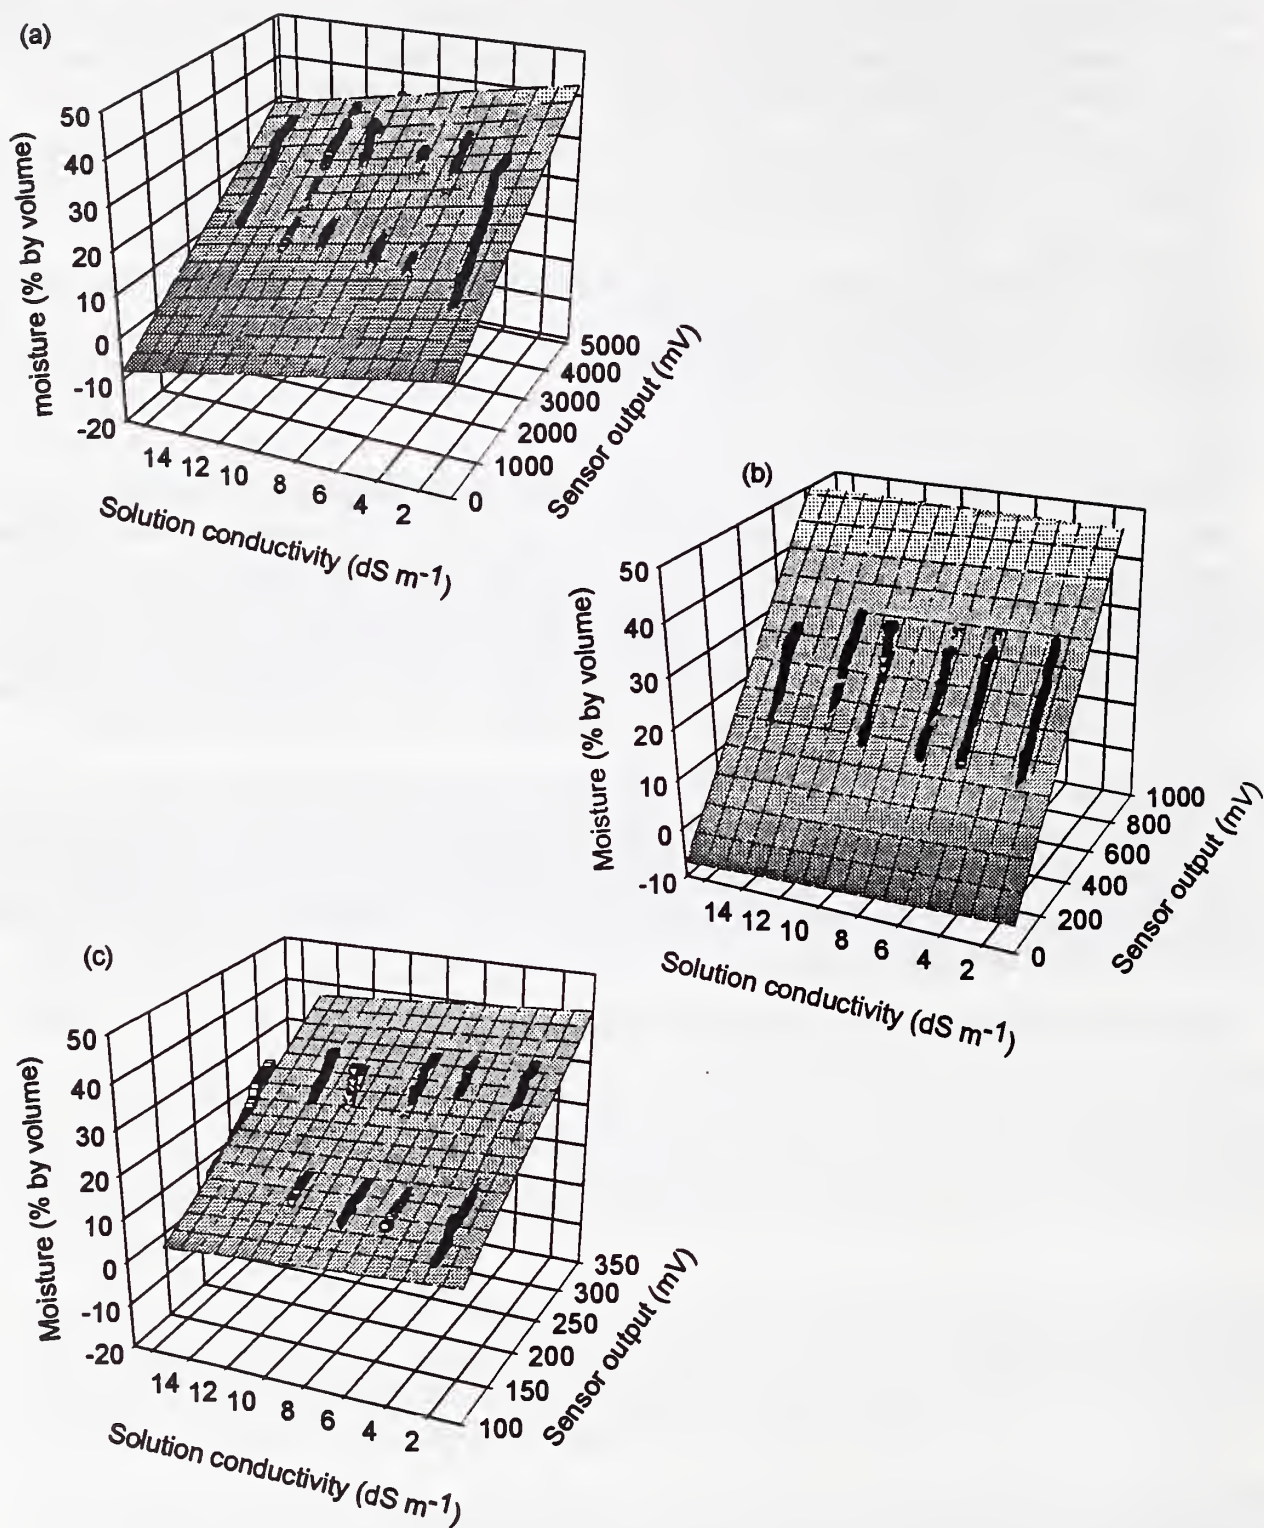 (a)
50
40
30
20
10
0
-10
-20
moisture (% by volume)
14 12 10 8 6 4 2
Solution conductivity (dS m-1)
5000
4000
3000
2000
1000
0
Sensor output (mV)
(b)
50
40
30
20
10
0
-10
Moisture (% by volume)
14 12 10 8 6 4 2
Solution conductivity (dS m-1)
1000
800
600
400
200
0
Sensor output (mV)
(c)
50
40
30
20
10
0
-10
-20
Moisture (% by volume)
14 12 10 8 6 4 2
Solution conductivity (dS m-1)
350
300
250
200
150
100
Sensor output (mV)